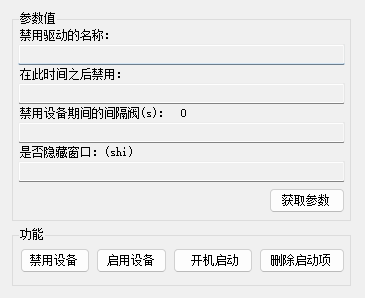 参数值
禁用驱动的名称：
在此时间之后禁用：
禁用设备期间的间隔阀(s)： 0
是否隐藏窗口：(shi)
获取参数
功能
禁用设备 启用设备 开机启动 删除启动项